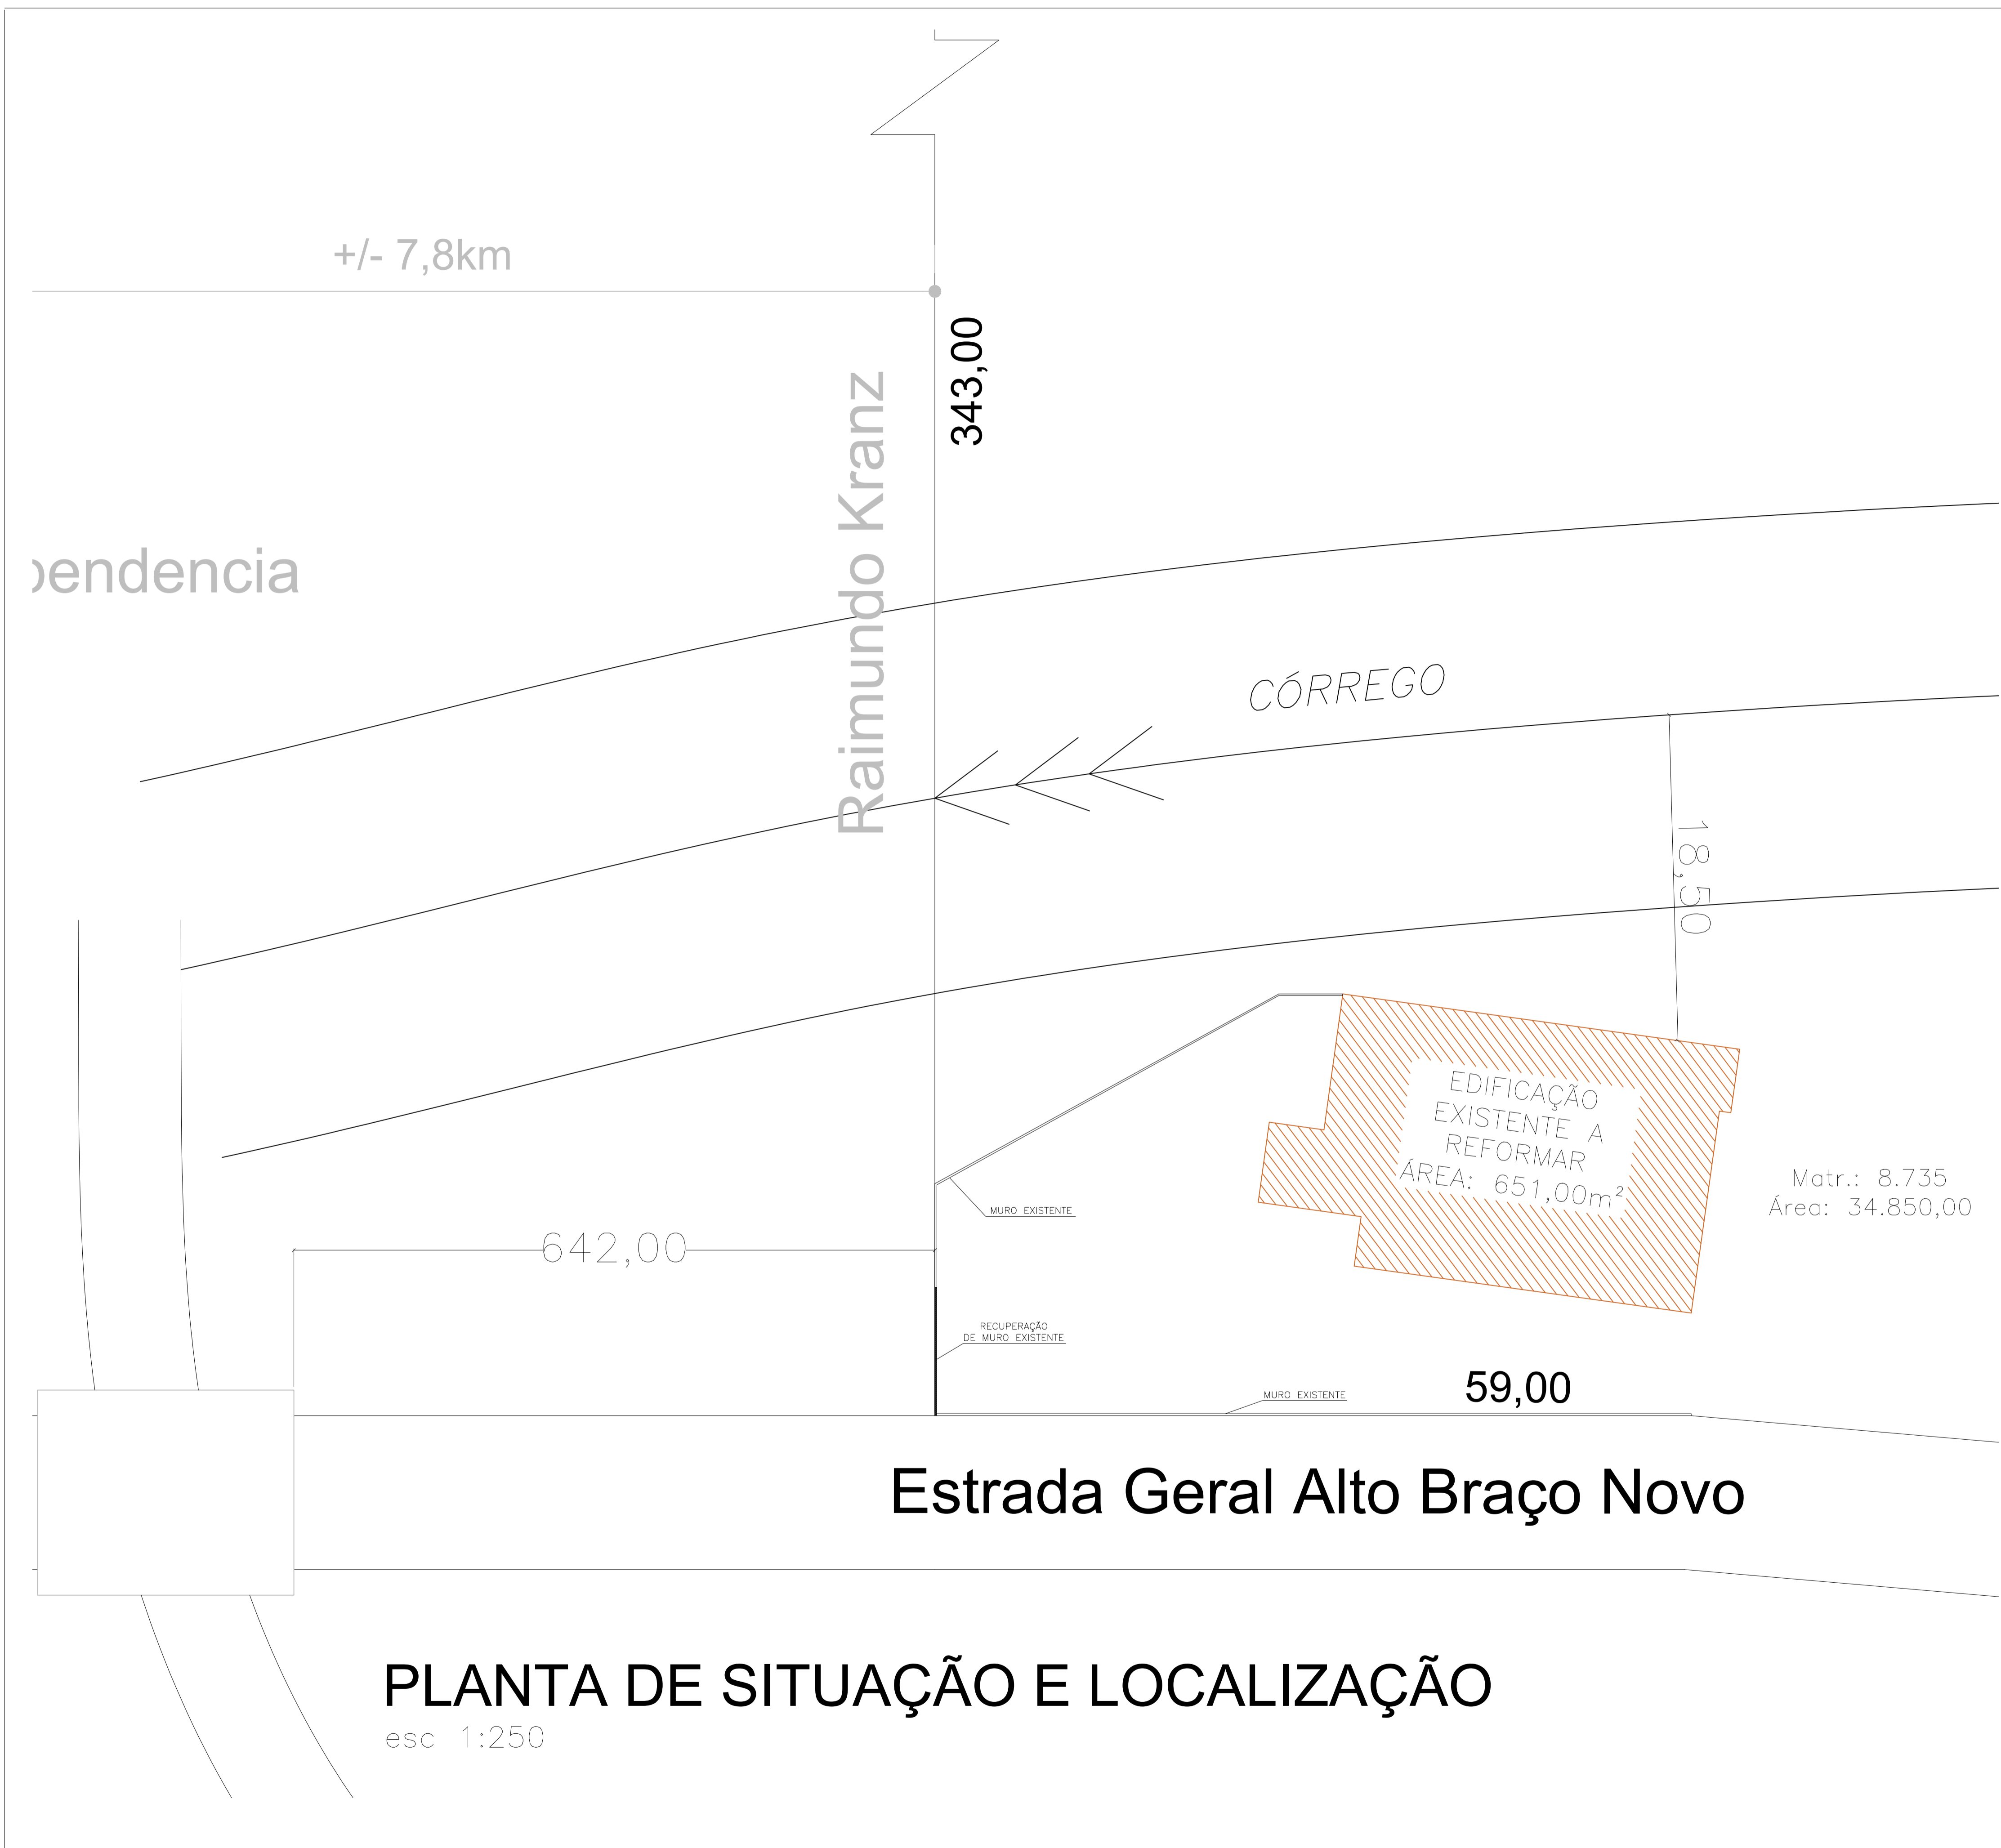 +/- 7,8km
343,00
Raimundo Kranz
pendencia
CÓRREGO
18,50
EDIFICAÇÃO
EXISTENTE A
REFORMAR
ÁREA: 651,00m²
Matr.: 8.735
Área: 34.850,00
MURO EXISTENTE
642,00
RECUPERAÇÃO
DE MURO EXISTENTE
MURO EXISTENTE
59,00
Estrada Geral Alto Braço Novo
PLANTA DE SITUAÇÃO E LOCALIZAÇÃO
esc 1:250